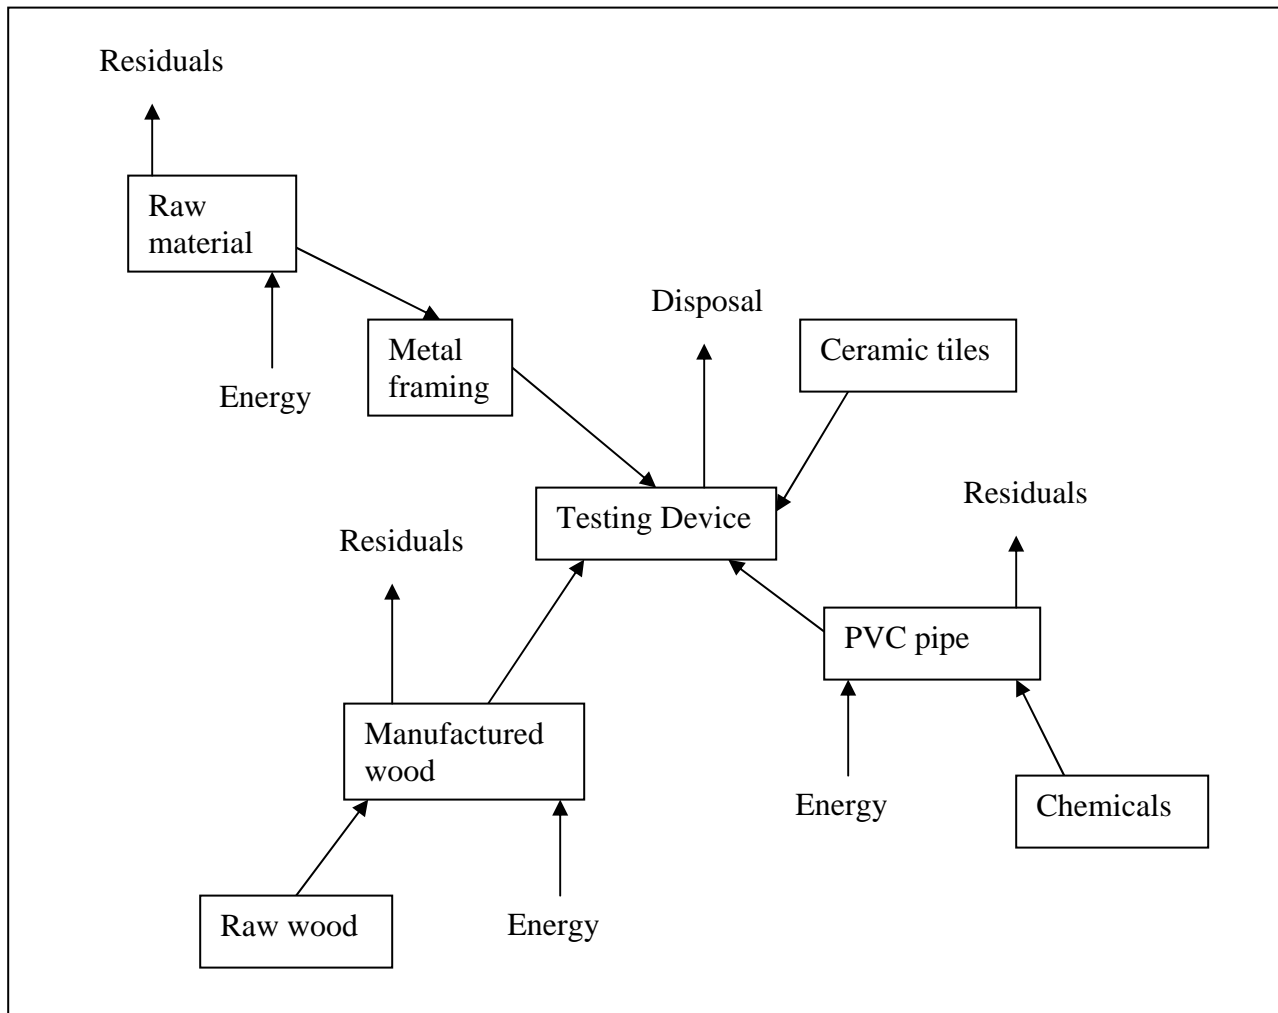 Residuals
Raw
material
Energy
Metal
framing
Disposal
Ceramic tiles
Testing Device
Residuals
Residuals
PVC pipe
Manufactured
wood
Energy
Chemicals
Raw wood
Energy